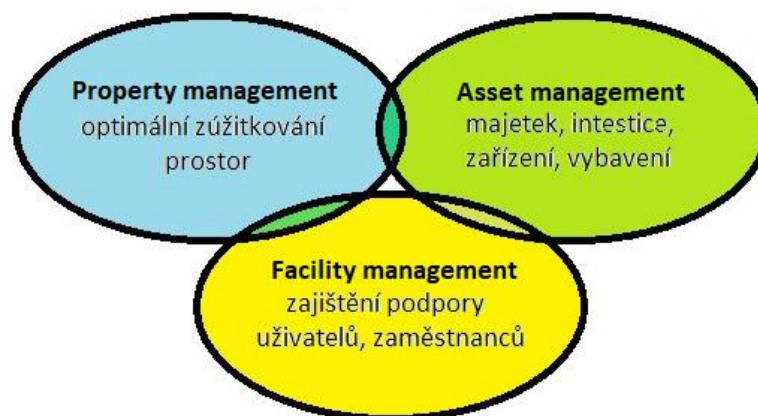 Property management
optimální zúžitkování
prostor
Asset management
majetek, intestice,
zařízení, vybavení
Facility management
zajištění podpory
uživatelů, zaměstnanců